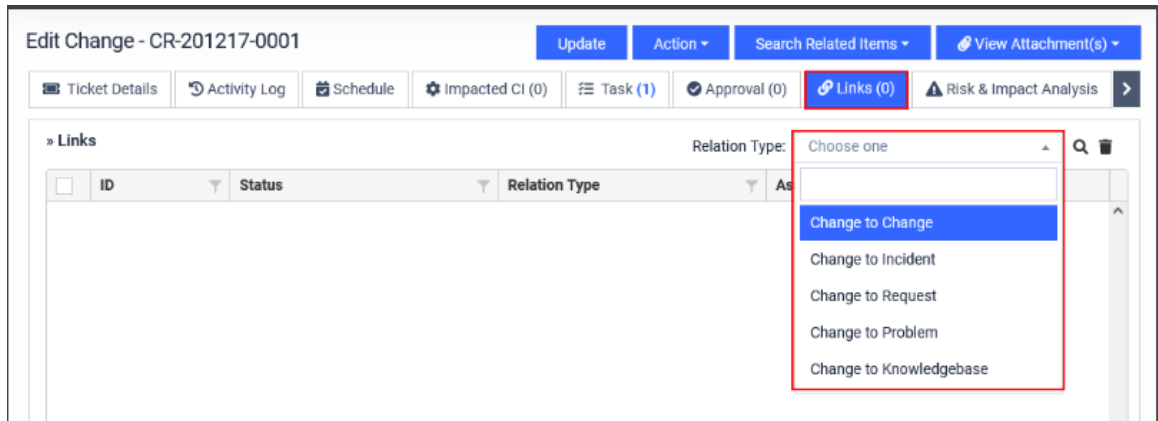 Edit Change - CR-201217-0001
Update
Action
Search Related Items
View Attachment(s)
Ticket Details
Activity Log
Schedule
Impacted CI (0)
Task (1)
Approval (0)
Links (0)
Risk & Impact Analysis
» Links
Relation Type:
Choose one
ID
Status
Relation Type
As
Change to Change
Change to Incident
Change to Request
Change to Problem
Change to Knowledgebase